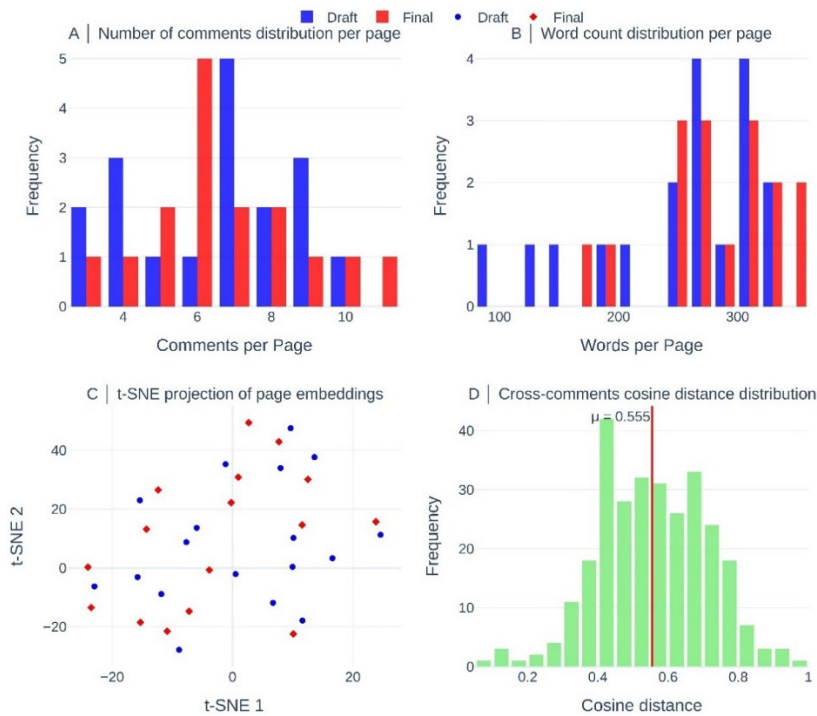 Draft Final Draft Final
A | Number of comments distribution per page
B | Word count distribution per page
5
4
3
2
1
0
Frequency
4 6 8 10
Comments per Page
4
3
2
1
0
Frequency
100 200 300
Words per Page
C | t-SNE projection of page embeddings
40
20
0
−20
t-SNE 2
−20 0 20
t-SNE 1
D | Cross-comments cosine distance distribution
μ = 0.555
40
30
20
10
0
Frequency
0.2 0.4 0.6 0.8 1
Cosine distance